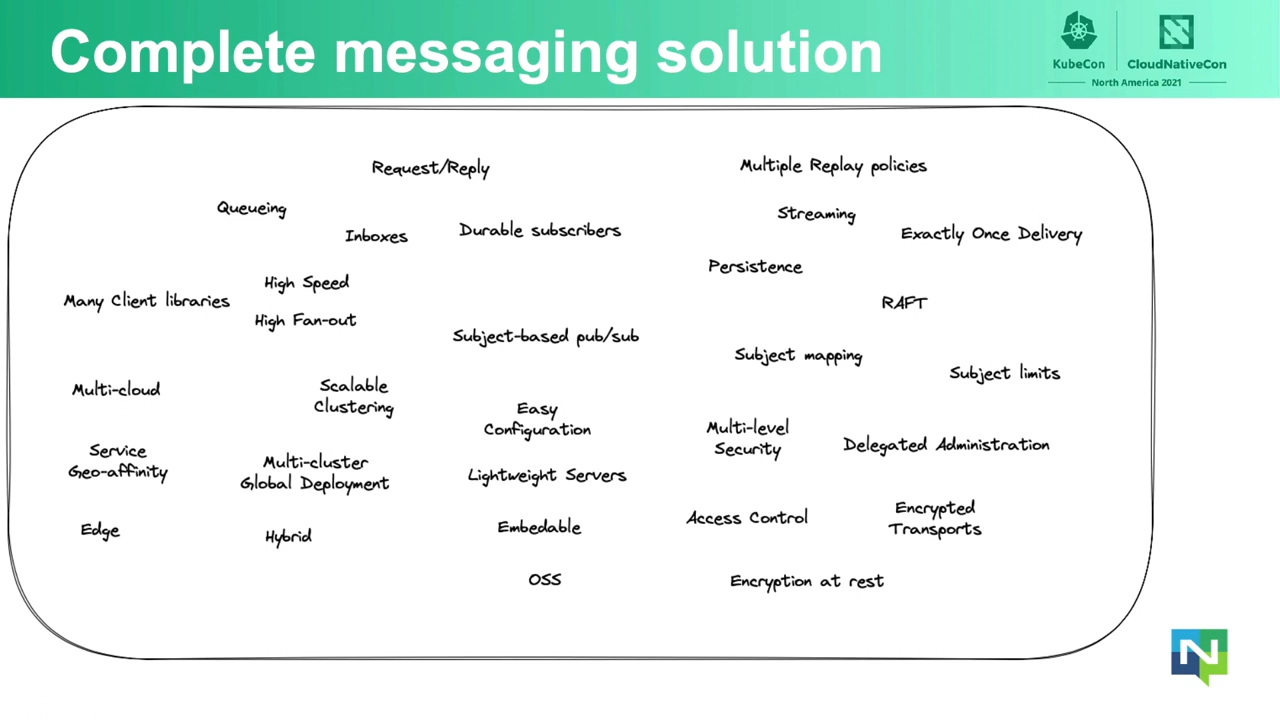 Complete messaging solution
KubeCon
CloudNativeCon
North America 2021
Request/Reply
Multiple Replay policies
Queueing
Streaming
Inboxes
Durable subscribers
Exactly Once Delivery
Persistence
High Speed
Many Client libraries
RAFT
High Fan-out
Subject-based pub/sub
Subject mapping
Subject limits
Multi-cloud
Scalable
Clustering
Easy
Configuration
Multi-level
Security
Delegated Administration
Service
Geo-affinity
Multi-cluster
Global Deployment
Lightweight Servers
Access Control
Encrypted
Transports
Edge
Hybrid
Embedable
OSS
Encryption at rest
N